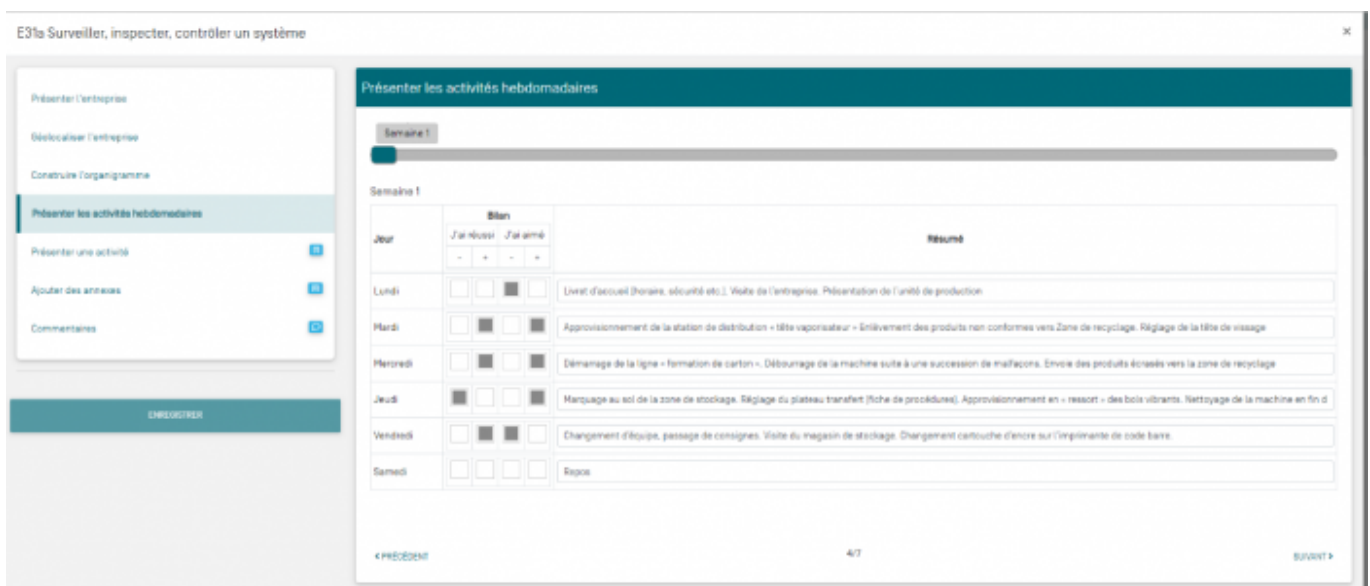 E31a Surveiller, inspecter, contrôler un système
×
Présenter l'entreprise
Géolocaliser l'entreprise
Construire l'organigramme
Présenter les activités hebdomadaires
Présenter une activité
Ajouter des annexes
Commentaires
ENREGISTRER
Présenter les activités hebdomadaires
Semaine 1
Semaine 1
Jour Bilan Résumé
J'ai réussi J'ai aimé
- + - +
Lundi Livret d'accueil (horaire, sécurité etc.). Visite de l'entreprise. Présentation de l'unité de production
Mardi Approvisionnement de la station de distribution « tête vaporisateur » Enlèvement des produits non conformes vers Zone de recyclage. Réglage de la tête de vissage
Mercredi Démarrage de la ligne « formation de carton ». Débourrage de la machine suite à une succession de malfaçons. Envoie des produits écrasés vers la zone de recyclage
Jeudi Marquage au sol de la zone de stockage. Réglage du plateau transfert (fiche de procédures). Approvisionnement en « ressort » des bols vibrants. Nettoyage de la machine en fin d
Vendredi Changement d'équipe, passage de consignes. Visite du magasin de stockage. Changement cartouche d'encre sur l'imprimante de code barre.
Samedi Repos
PRÉCÉDENT 4/7 SUIVANT